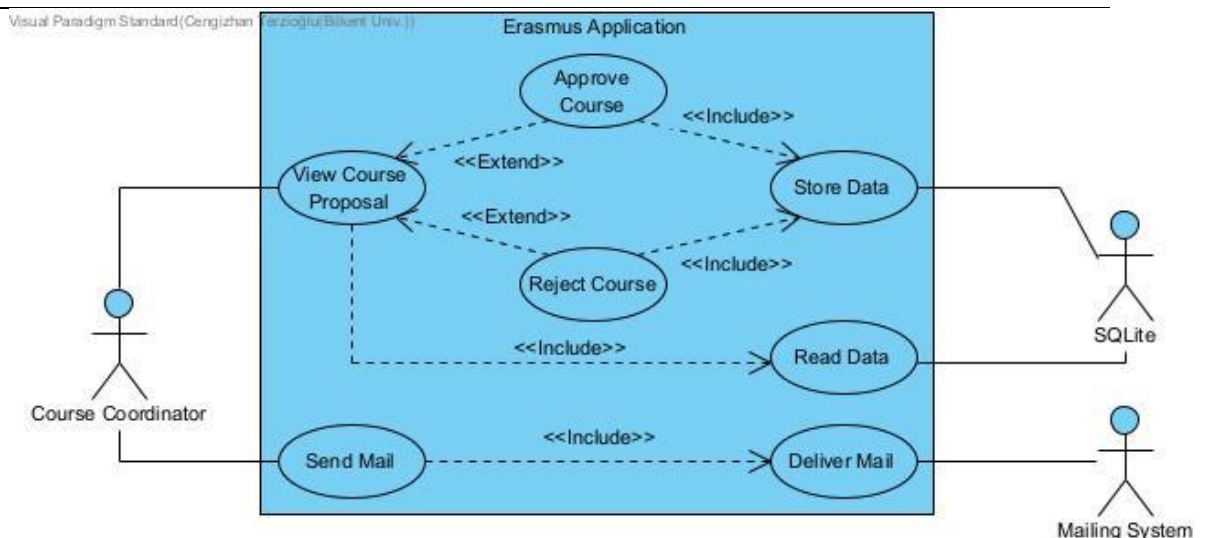 Visual Paradigm Standard(Cengizhan Terzioğlu(Bilkent Univ.))
Erasmus Application
Approve
Course
<<Include>>
<<Extend>>
View Course
Proposal
Store Data
<<Extend>>
<<Include>>
Reject Course
SQLite
<<Include>>
Read Data
Course Coordinator
<<Include>>
Send Mail
Deliver Mail
Mailing System